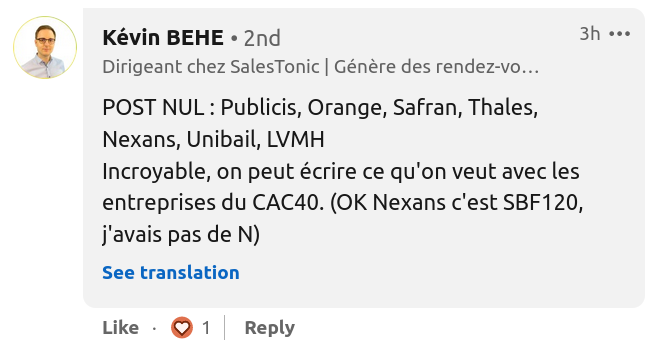 Kévin BEHE • 2nd
3h •••
Dirigeant chez SalesTonic | Génère des rendez-vo…
POST NUL : Publicis, Orange, Safran, Thales,
Nexans, Unibail, LVMH
Incroyable, on peut écrire ce qu'on veut avec les
entreprises du CAC40. (OK Nexans c'est SBF120,
j'avais pas de N)
See translation
Like · 1 | Reply